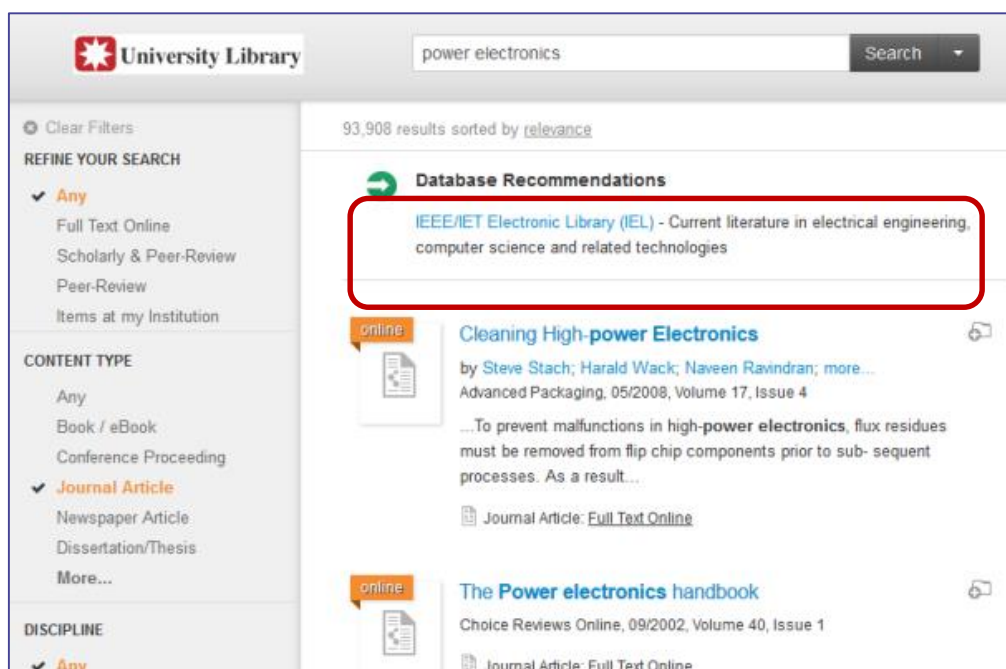 University Library
power electronics
Search
Clear Filters
REFINE YOUR SEARCH
Any
Full Text Online
Scholarly & Peer-Review
Peer-Review
Items at my Institution
CONTENT TYPE
Any
Book / eBook
Conference Proceeding
Journal Article
Newspaper Article
Dissertation/Thesis
More...
DISCIPLINE
Any
93,908 results sorted by relevance
Database Recommendations
IEEE/IET Electronic Library (IEL) - Current literature in electrical engineering,
computer science and related technologies
online
Cleaning High-power Electronics
by Steve Stach; Harald Wack; Naveen Ravindran; more...
Advanced Packaging, 05/2008, Volume 17, Issue 4
...To prevent malfunctions in high-power electronics, flux residues
must be removed from flip chip components prior to sub- sequent
processes. As a result...
Journal Article: Full Text Online
online
The Power electronics handbook
Choice Reviews Online, 09/2002, Volume 40, Issue 1
Journal Article: Full Text Online